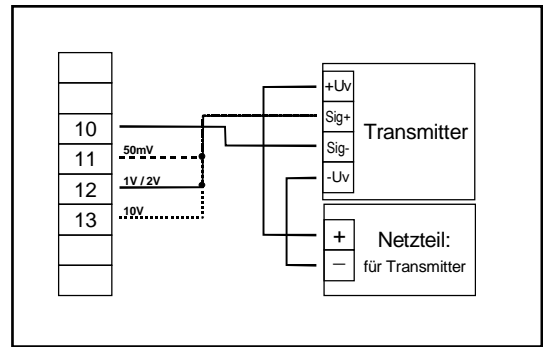 10
11
12
13
50mV
1V / 2V
10V
+Uv
Sig+
Sig-
-Uv
Transmitter
+
−
Netzteil:
für Transmitter